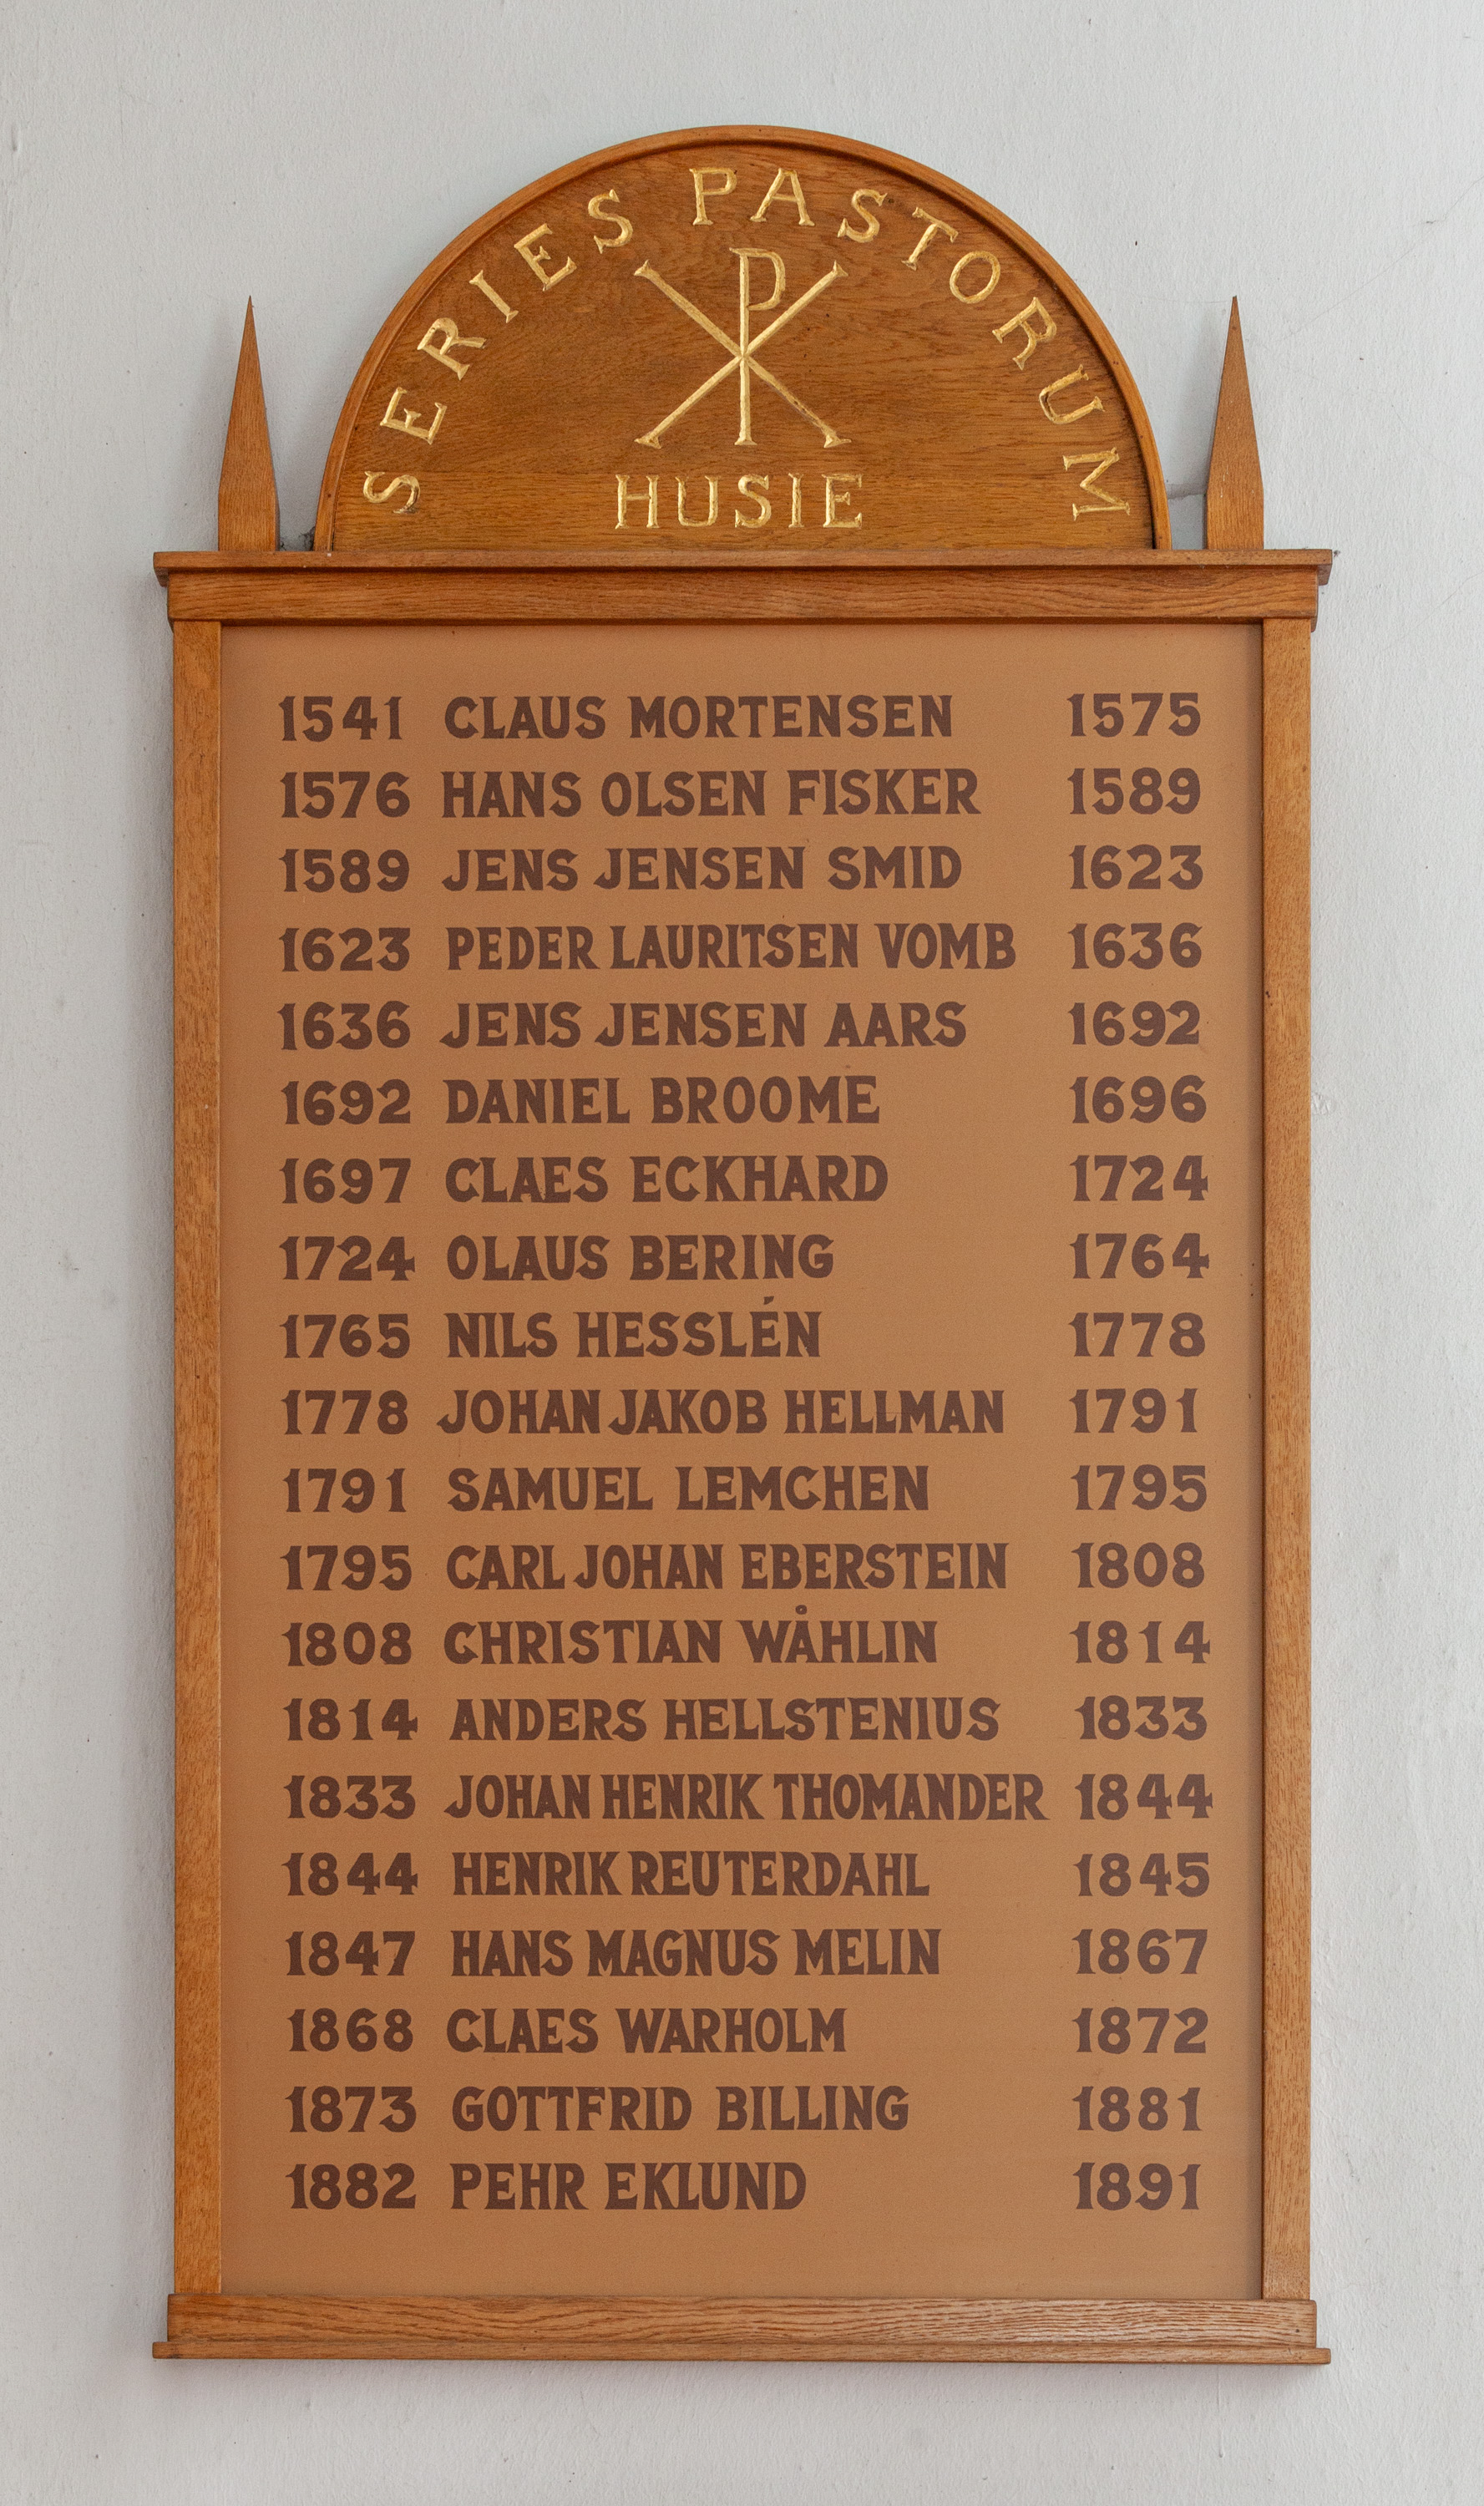 SERIES PASTORUM
HUSIE
1541 CLAUS MORTENSEN 1575
1576 HANS OLSEN FISKER 1589
1589 JENS JENSEN SMID 1623
1623 PEDER LAURITSEN VOMB 1636
1636 JENS JENSEN AARS 1692
1692 DANIEL BROOME 1696
1697 CLAES ECKHARD 1724
1724 OLAUS BERING 1764
1765 NILS HESSLÉN 1778
1778 JOHAN JAKOB HELLMAN 1791
1791 SAMUEL LEMCHEN 1795
1795 CARL JOHAN EBERSTEIN 1808
1808 CHRISTIAN WÅHLIN 1814
1814 ANDERS HELLSTENIUS 1833
1833 JOHAN HENRIK THOMANDER 1844
1844 HENRIK REUTERDAHL 1845
1847 HANS MAGNUS MELIN 1867
1868 CLAES WARHOLM 1872
1873 GOTTFRID BILLING 1881
1882 PEHR EKLUND 1891